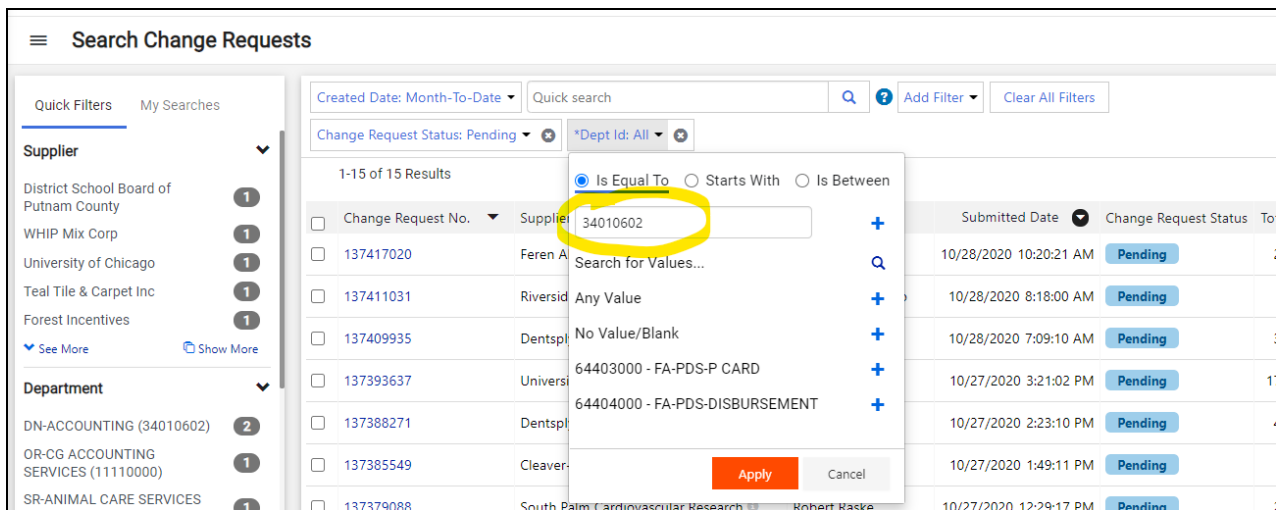 Search Change Requests
Quick Filters My Searches
Supplier
District School Board of
Putnam County 1
WHIP Mix Corp 1
University of Chicago 1
Teal Tile & Carpet Inc 1
Forest Incentives 1
See More Show More
Department
DN-ACCOUNTING (34010602) 2
OR-CG ACCOUNTING
SERVICES (11110000) 1
SR-ANIMAL CARE SERVICES
1
Created Date: Month-To-Date Quick search ? Add Filter Clear All Filters
Change Request Status: Pending *Dept Id: All
1-15 of 15 Results
Is Equal To Starts With Is Between
34010602
Search for Values...
Any Value
No Value/Blank
64403000 - FA-PDS-P CARD
64404000 - FA-PDS-DISBURSEMENT
Apply Cancel
Change Request No. Supplier Submitted Date Change Request Status
137417020 Feren 10/28/2020 10:20:21 AM Pending
137411031 Riversid 10/28/2020 8:18:00 AM Pending
137409935 Dentspl 10/28/2020 7:09:10 AM Pending
137393637 Universi 10/27/2020 3:21:02 PM Pending
137388271 Dentspl 10/27/2020 2:23:10 PM Pending
137385549 Cleaver- 10/27/2020 1:49:11 PM Pending
137379088 South Palm Cardiovascular Research Robert Raske 10/27/2020 12:29:17 PM Pending